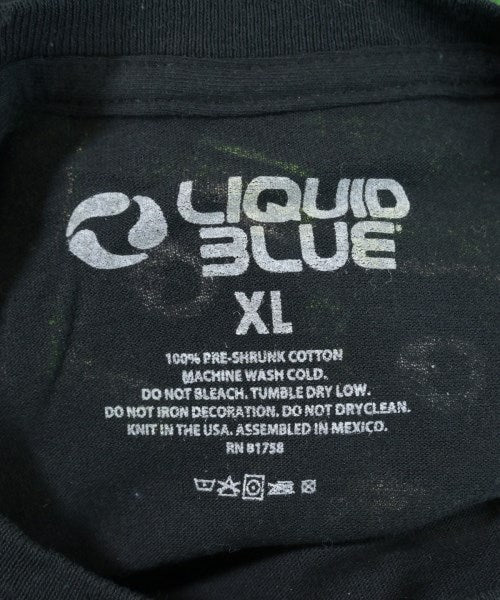 LIQUID
BLUE
XL
100% PRE-SHRUNK COTTON
MACHINE WASH COLD.
DO NOT BLEACH. TUMBLE DRY LOW.
DO NOT IRON DECORATION. DO NOT DRYCLEAN.
KNIT IN THE USA. ASSEMBLED IN MEXICO.
RN 81758